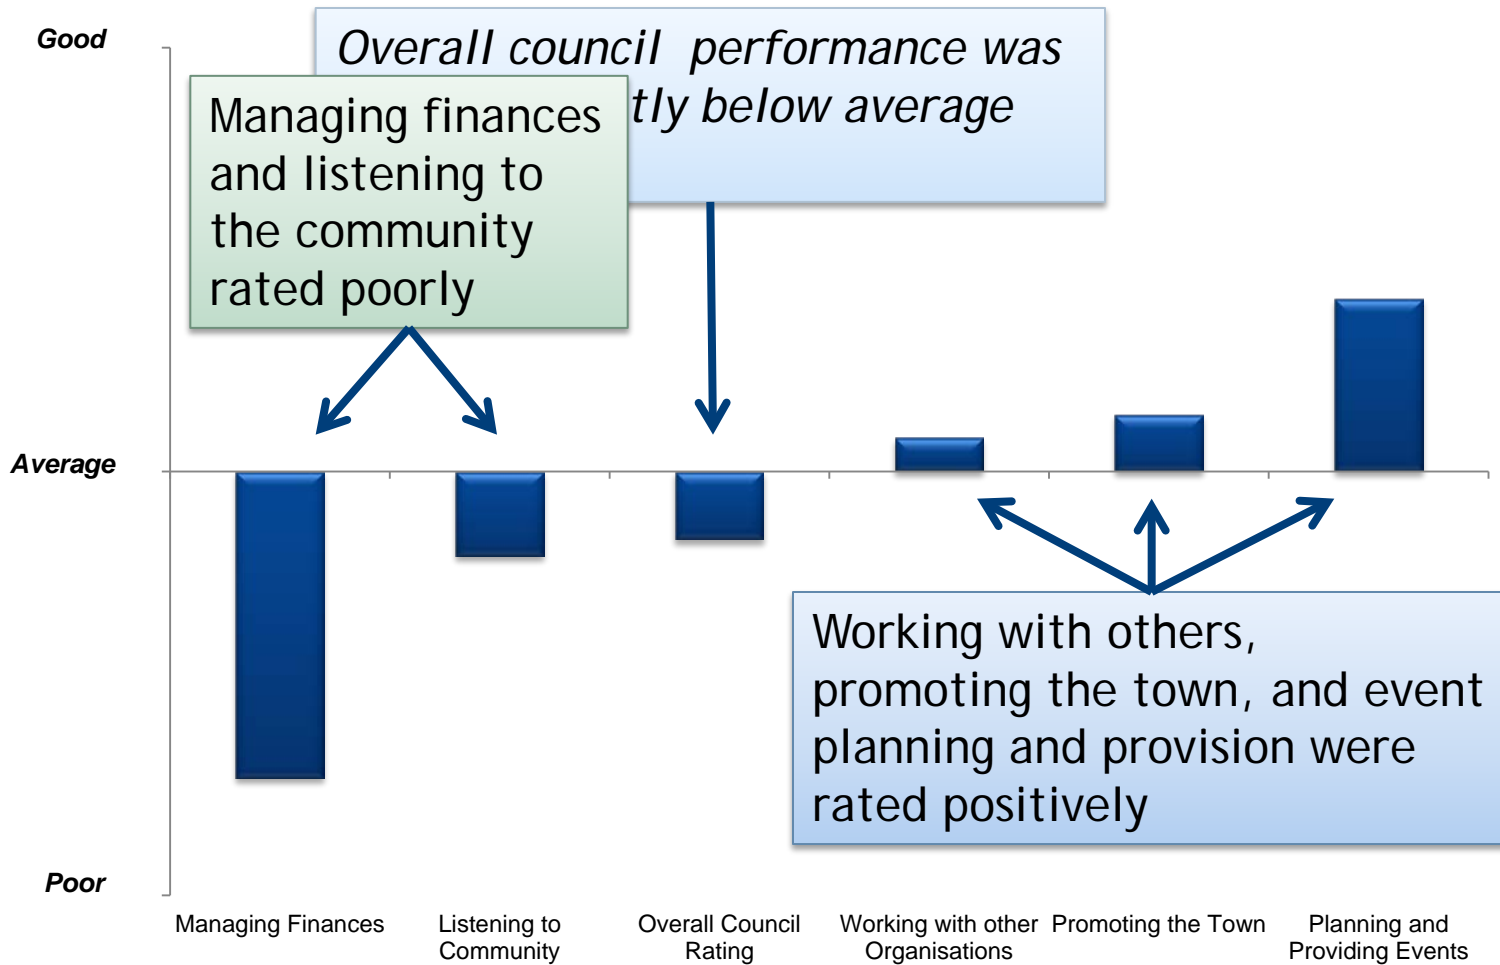 Good
Overall council performance was
tly below average
Managing finances
and listening to
the community
rated poorly
Average
Working with others,
promoting the town, and event
planning and provision were
rated positively
Poor
Managing Finances
Listening to
Community
Overall Council
Rating
Working with other
Organisations
Promoting the Town
Planning and
Providing Events